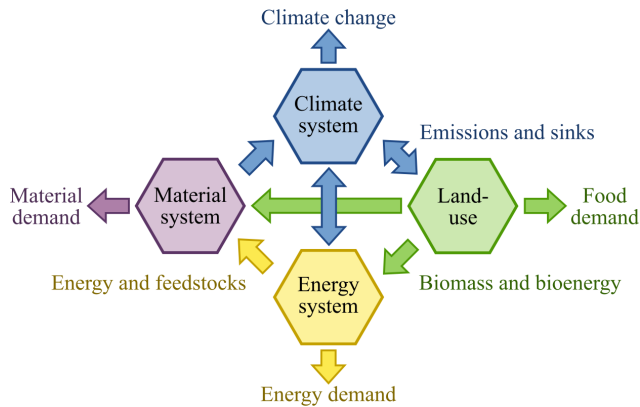 Climate change
Climate
system
Emissions and sinks
Material
demand
Material
system
Land-
use
Food
demand
Energy and feedstocks
Energy
system
Biomass and bioenergy
Energy demand